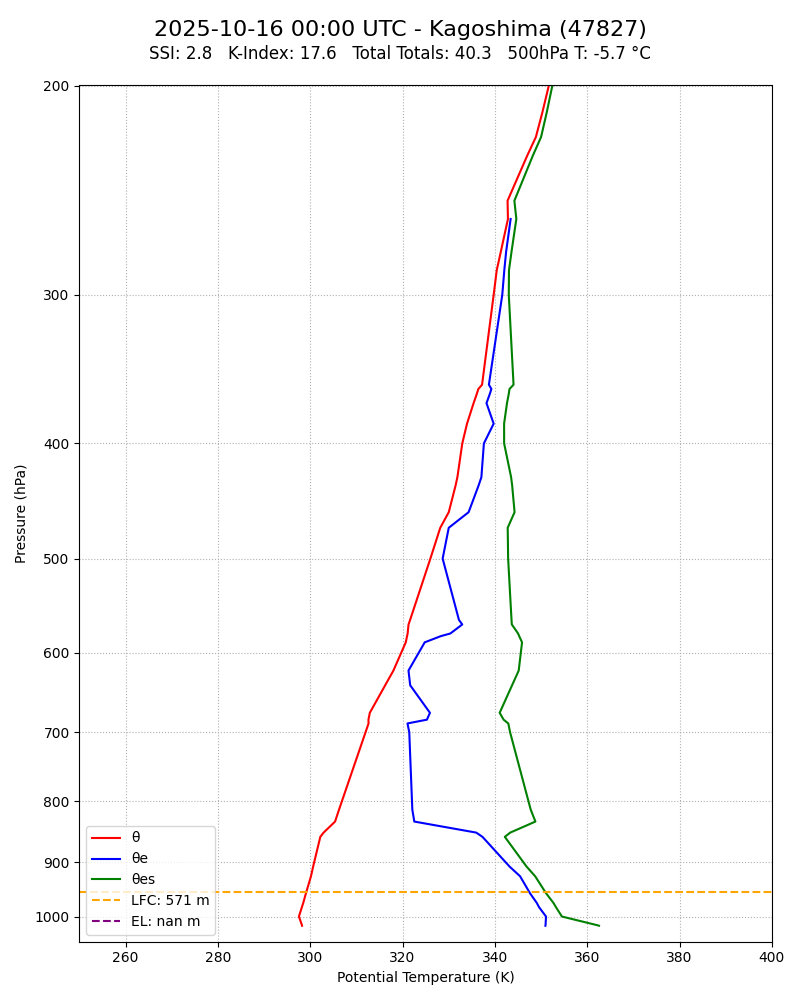 2025-10-16 00:00 UTC - Kagoshima (47827)
SSI: 2.8   K-Index: 17.6   Total Totals: 40.3   500hPa T: -5.7 °C
200
300
400
500
600
700
800
900
1000
Pressure (hPa)
θ
θe
θes
LFC: 571 m
EL: nan m
260 280 300 320 340 360 380 400
Potential Temperature (K)